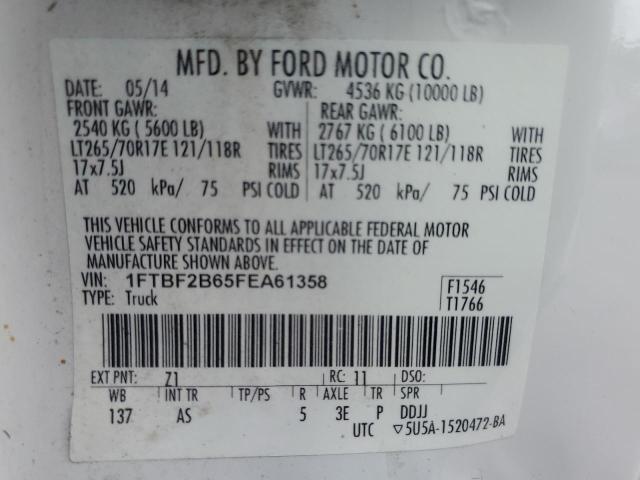 MFD. BY FORD MOTOR CO.
DATE: 05/14 GVWR: 4536 KG (10000 LB)
FRONT GAWR: REAR GAWR:
2540 KG ( 5600 LB) WITH 2767 KG ( 6100 LB) WITH
LT265/70R17E 121/118R TIRES LT265/70R17E 121/118R TIRES
17x7.5J RIMS 17x7.5J RIMS
AT 520 kPa/ 75 PSI COLD AT 520 kPa/ 75 PSI COLD
THIS VEHICLE CONFORMS TO ALL APPLICABLE FEDERAL MOTOR
VEHICLE SAFETY STANDARDS IN EFFECT ON THE DATE OF
MANUFACTURE SHOWN ABOVE.
VIN: 1FTBF2B65FEA61358 F1546
TYPE: Truck T1766
EXT PNT: Z1 RC: 11 DSO:
WB INT TR TP/PS R AXLE TR SPR
137 AS 5 3E P DDJJ
UTC ▽5U5A-1520472-BA